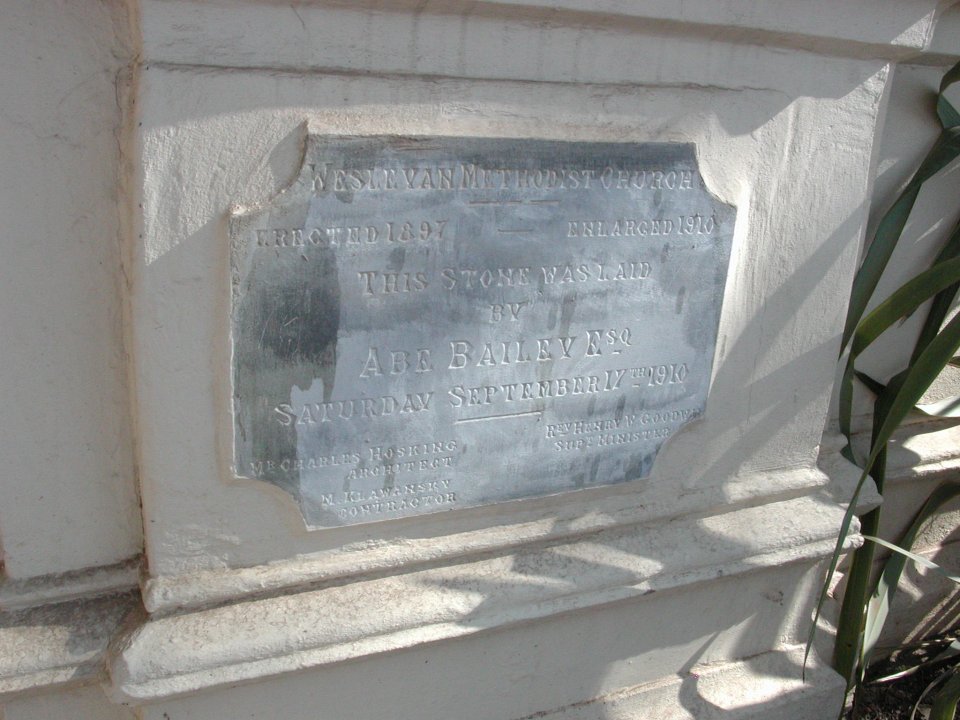 WESLEYAN METHODIST CHURCH
ERECTED 1897 ENLARGED 1910
THIS STONE WAS LAID
BY
ABE BAILEY ESQ
SATURDAY SEPTEMBER 17TH 1910
MR CHARLES HOSKING
ARCHITECT
M. KLAWANSKY
CONTRACTOR
REV HENRY W. GOODWIN
SUPT MINISTER